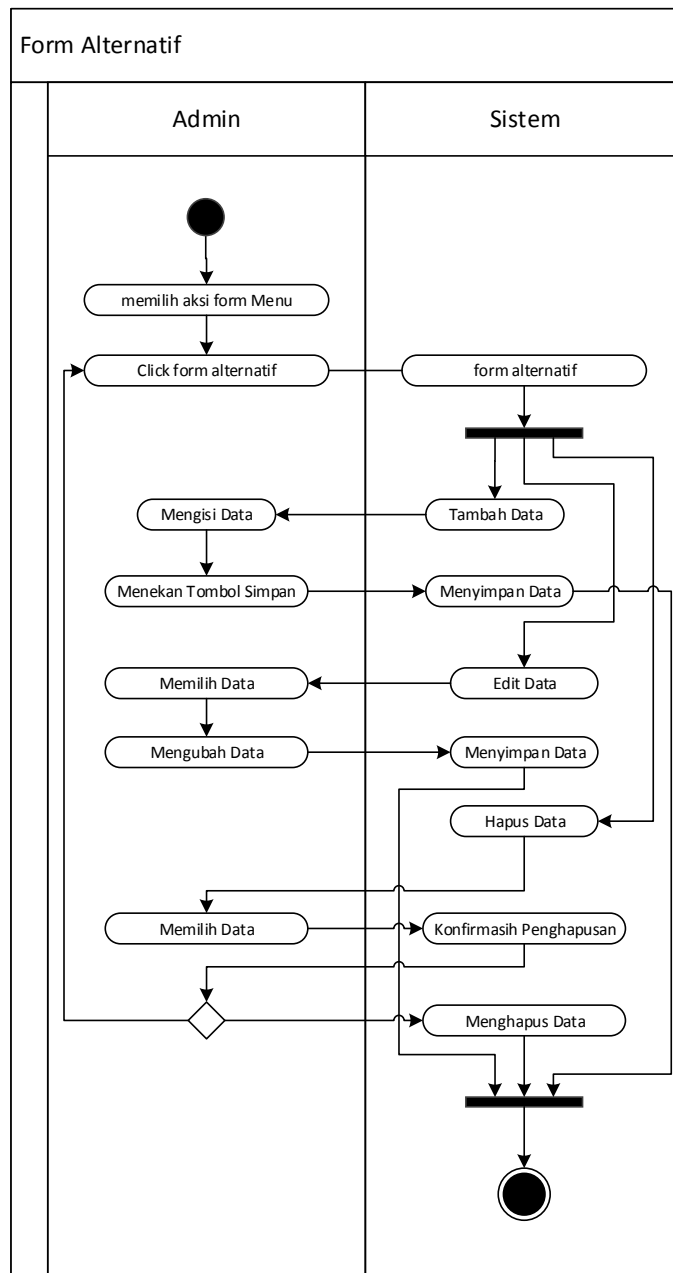 Form Alternatif
Admin
Sistem
memilih aksi form Menu
Click form alternatif
form alternatif
Mengisi Data
Tambah Data
Menekan Tombol Simpan
Menyimpan Data
Memilih Data
Edit Data
Mengubah Data
Menyimpan Data
Hapus Data
Memilih Data
Konfirmasih Penghapusan
Menghapus Data